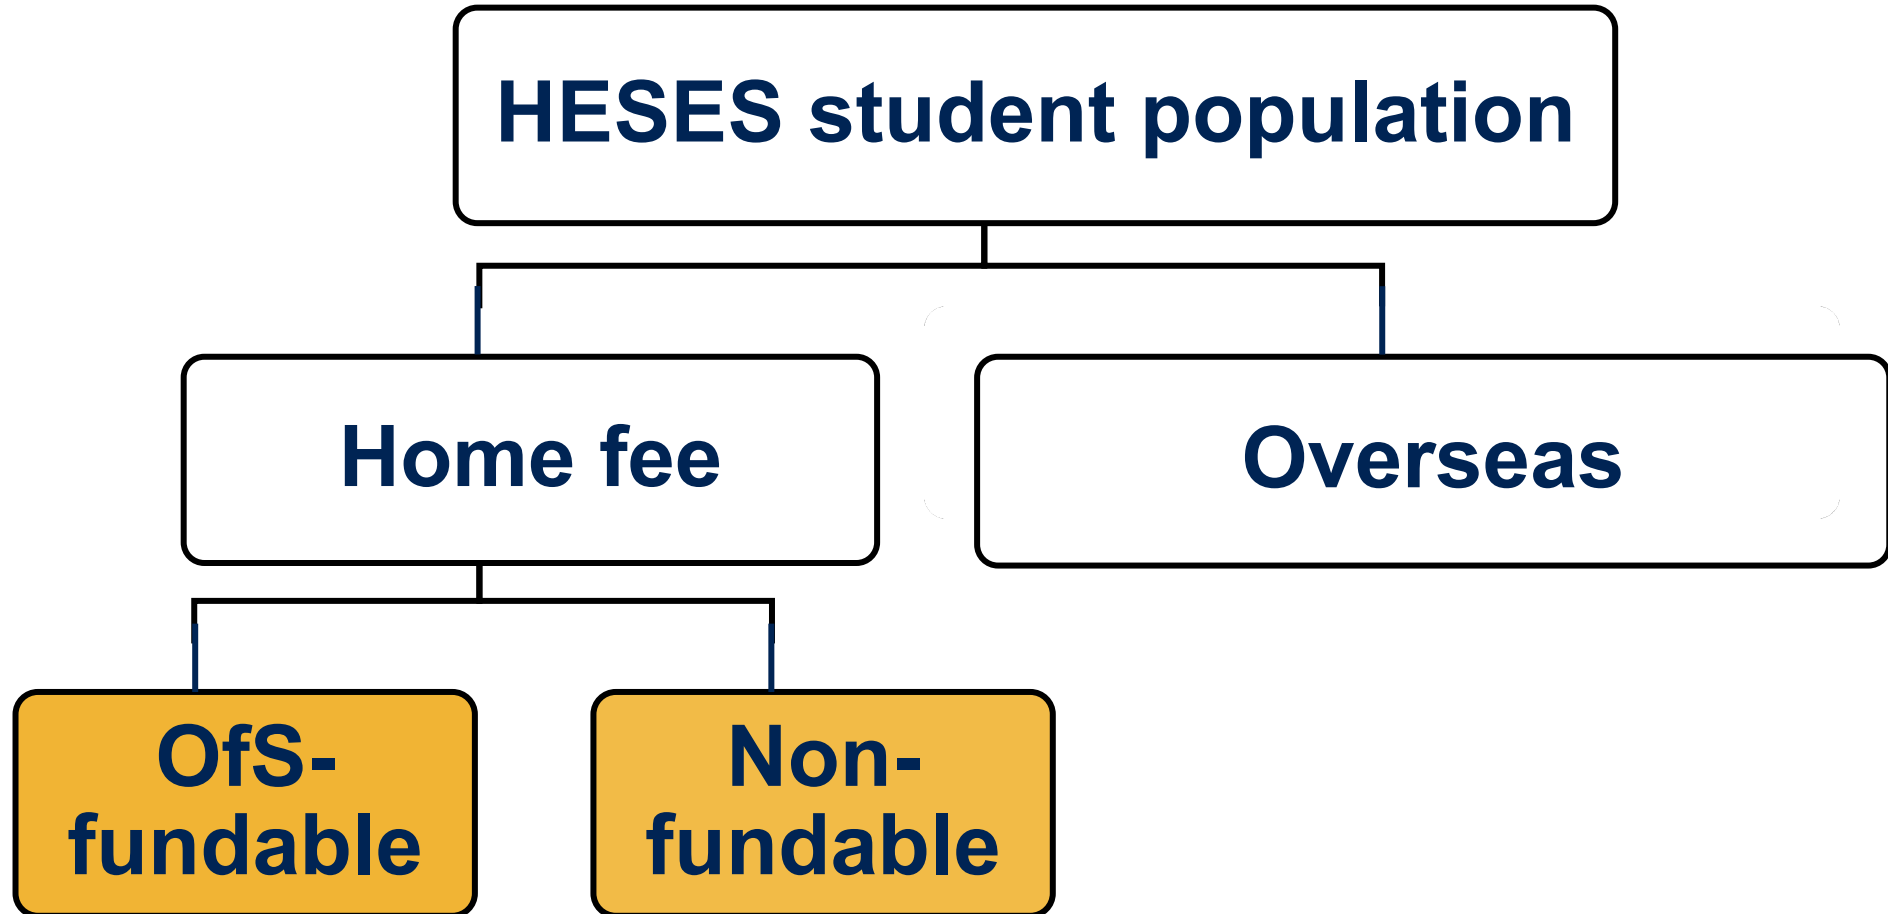 HESES student population
Home fee
Overseas
OfS-
fundable
Non-
fundable